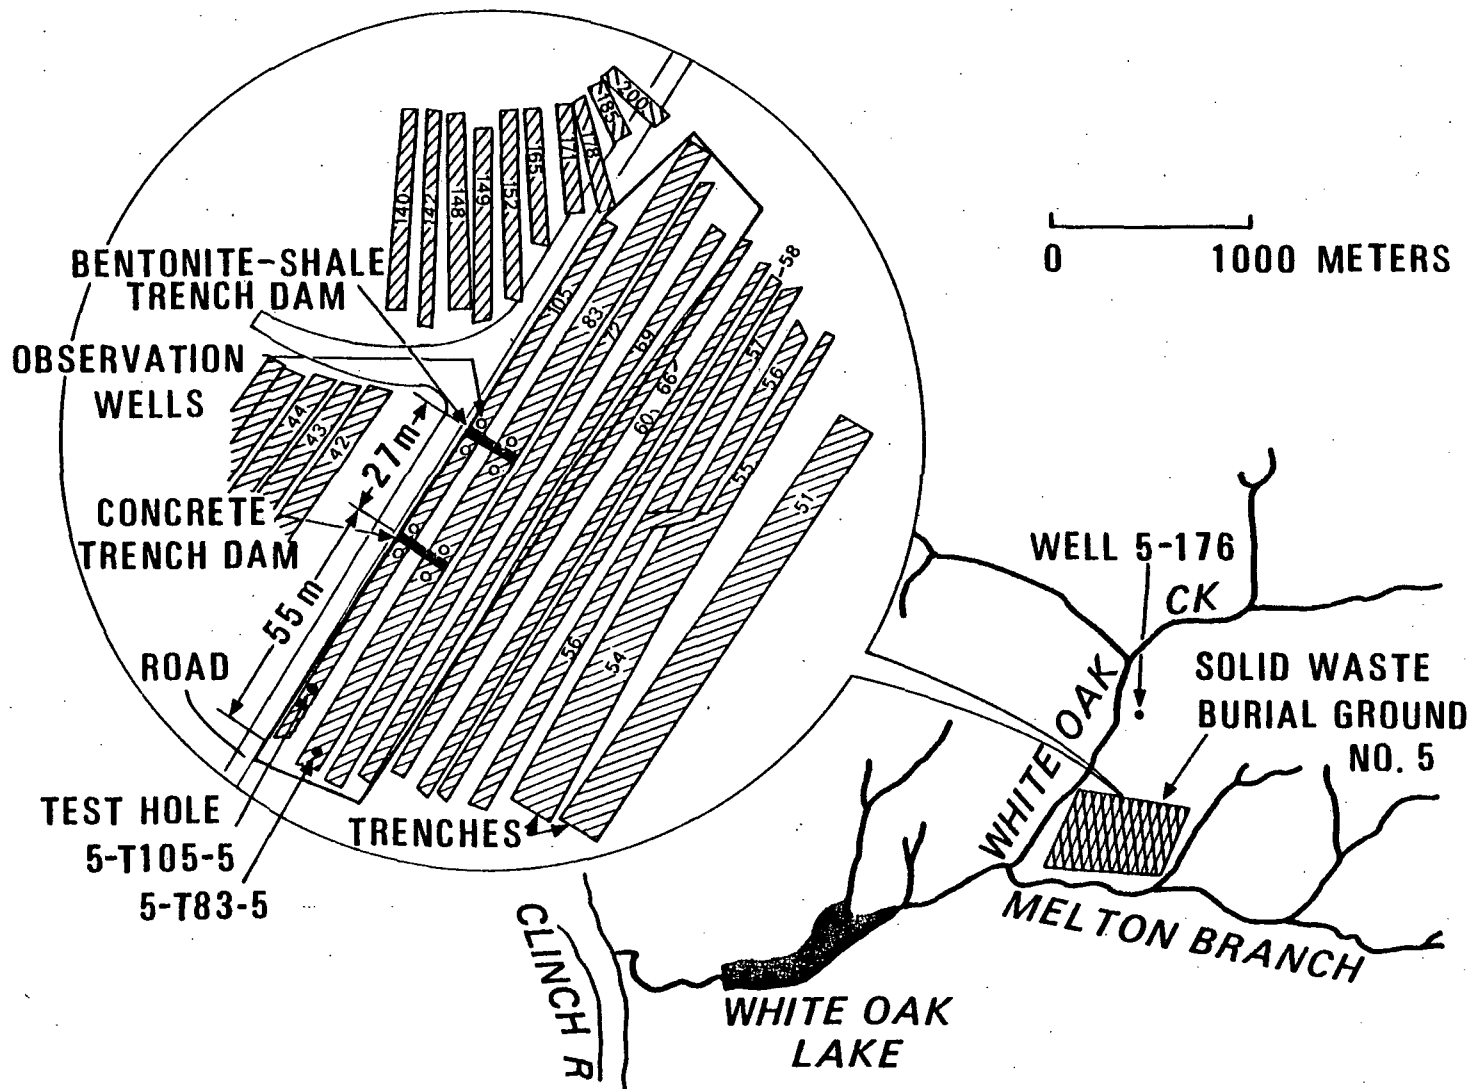 200
185
178
171
165
152
149
148
142
140
BENTONITE-SHALE
TRENCH DAM
OBSERVATION
WELLS
58
105
83
72
69
66
60
57
56
55
51
44
43
42
27 m
CONCRETE
TRENCH DAM
55 m
ROAD
56
54
TEST HOLE
5-T105-5
5-T83-5
TRENCHES
0 1000 METERS
WELL 5-176
CK
WHITE OAK
SOLID WASTE
BURIAL GROUND
NO. 5
MELTON BRANCH
WHITE OAK
LAKE
CLINCH R